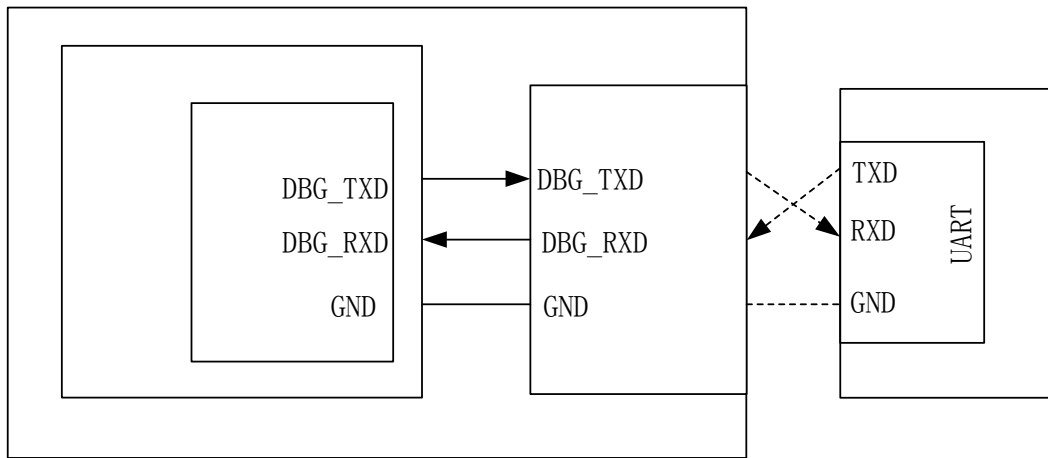 DBG_TXD
DBG_RXD
GND
DBG_TXD
DBG_RXD
GND
TXD
RXD
GND
UART